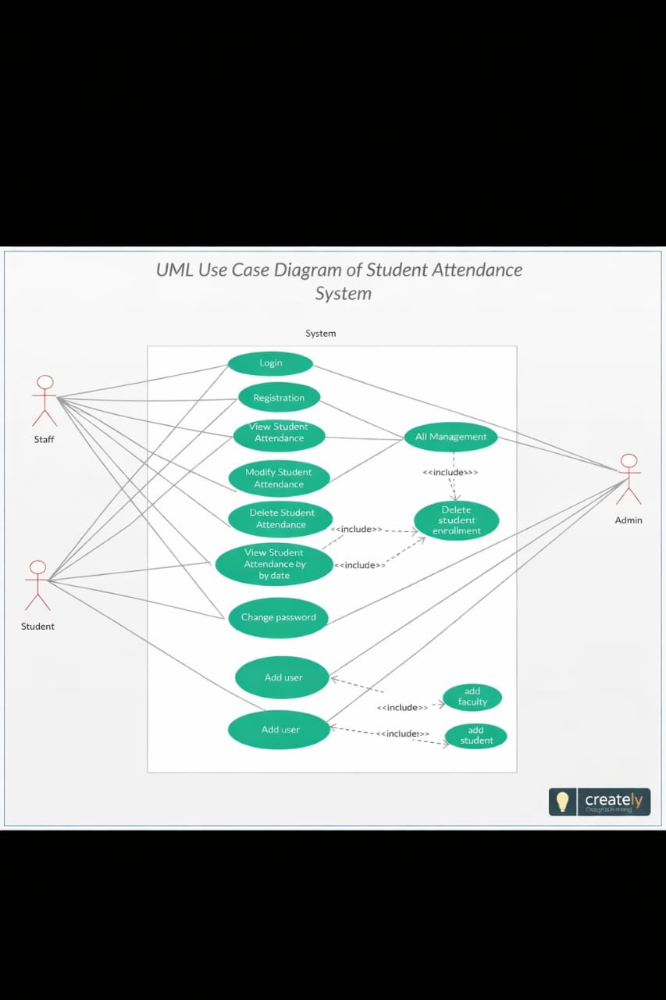 UML Use Case Diagram of Student Attendance
System
System
Login
Registration
View Student
Attendance
All Management
Modify Student
Attendance
<<include>>>
Staff
Delete Student
Attendance
<<include>>
Delete
student
enrollment
Admin
View Student
Attendance by
by date
<<include>>
Student
Change password
Add user
add
faculty
<<include>>
Add user
<<include>>
add
student
creately